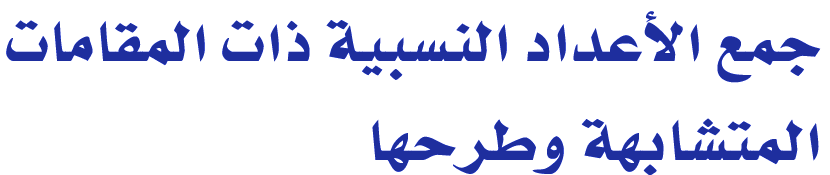 جمع الأعداد النسبية ذات المقامات
المتشابهة وطرحها